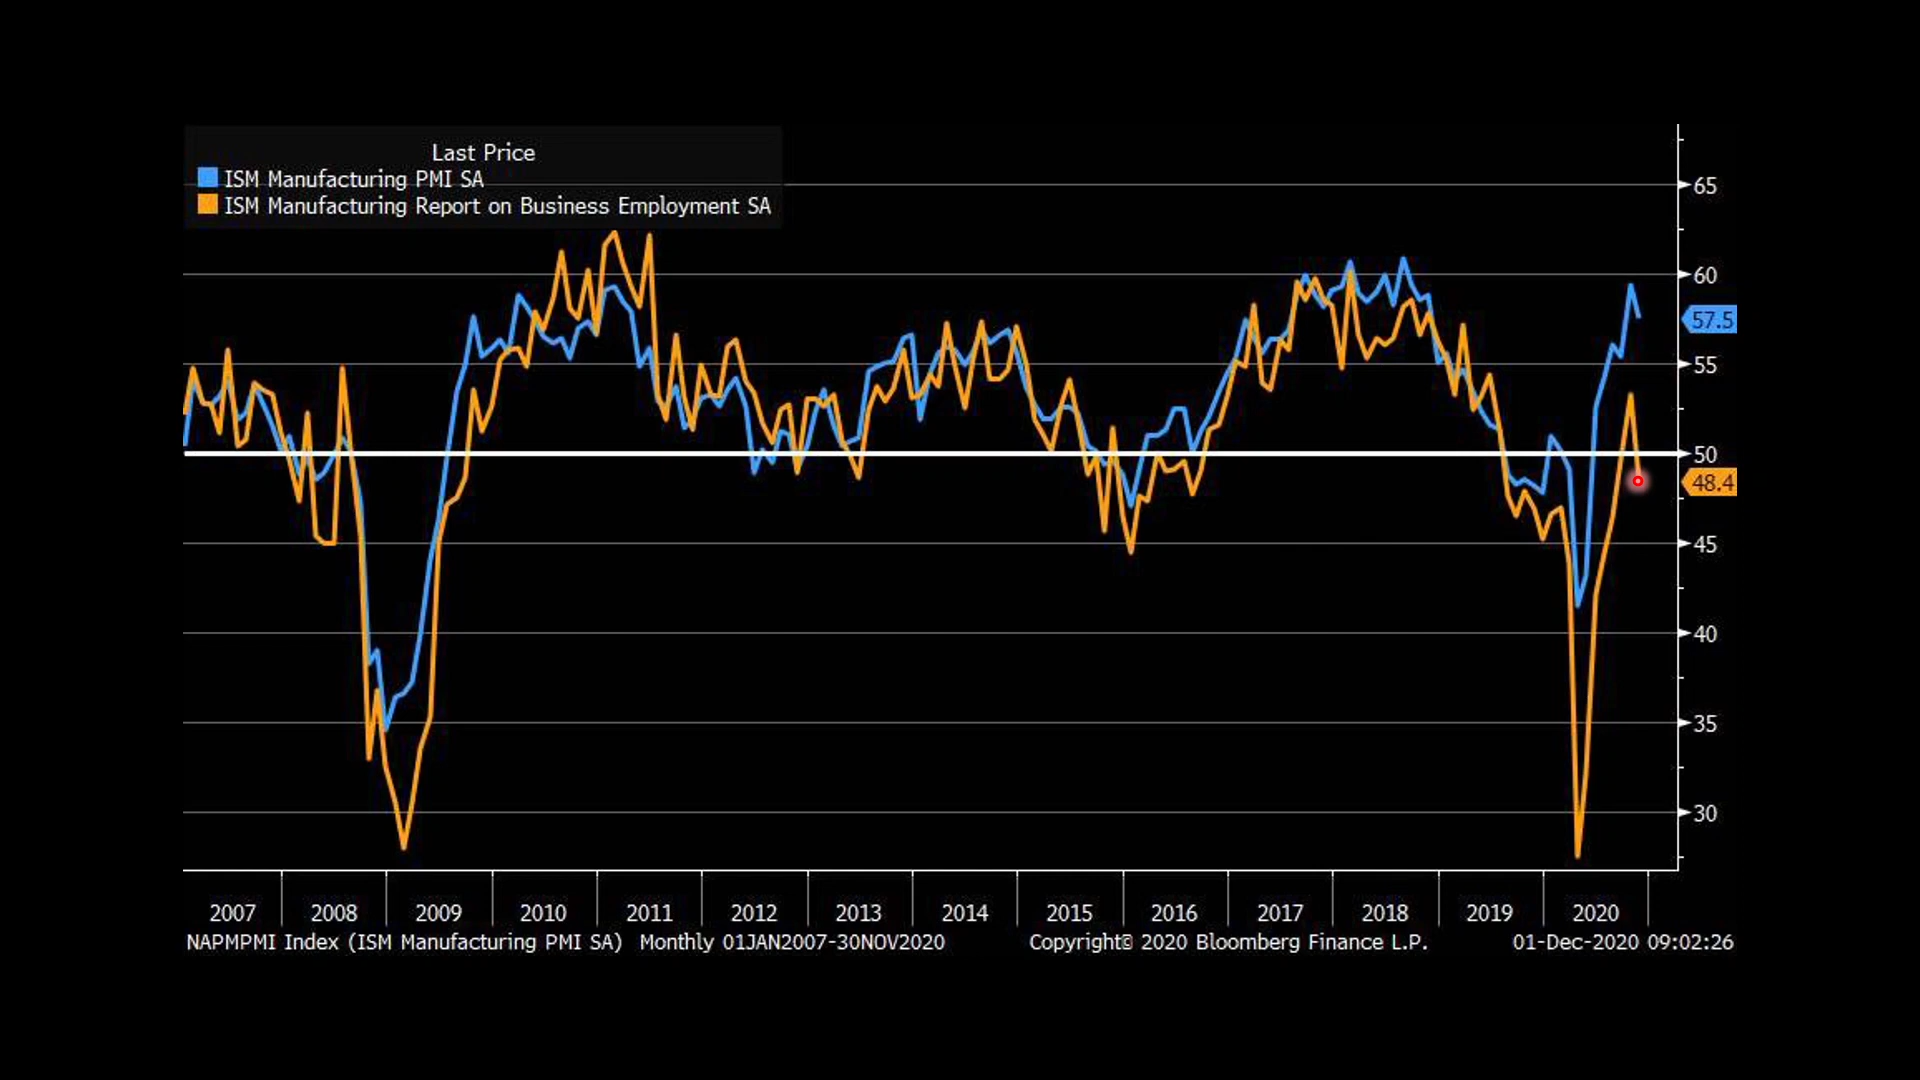 Last Price
ISM Manufacturing PMI SA
ISM Manufacturing Report on Business Employment SA
65
60
57.5
55
50
48.4
45
40
35
30
2007 2008 2009 2010 2011 2012 2013 2014 2015 2016 2017 2018 2019 2020
NAPMPMI Index (ISM Manufacturing PMI SA) Monthly 01JAN2007-30NOV2020 Copyright© 2020 Bloomberg Finance L.P. 01-Dec-2020 09:02:26